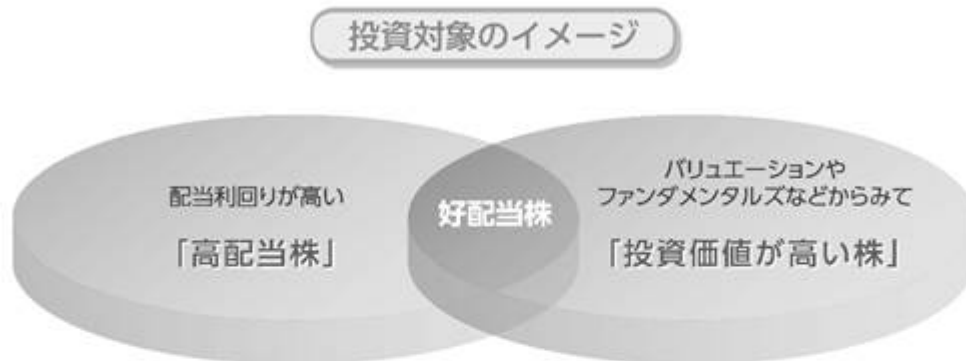 投資対象のイメージ
配当利回りが高い
「高配当株」
好配当株
バリュエーションや
ファンダメンタルズなどからみて
「投資価値が高い株」